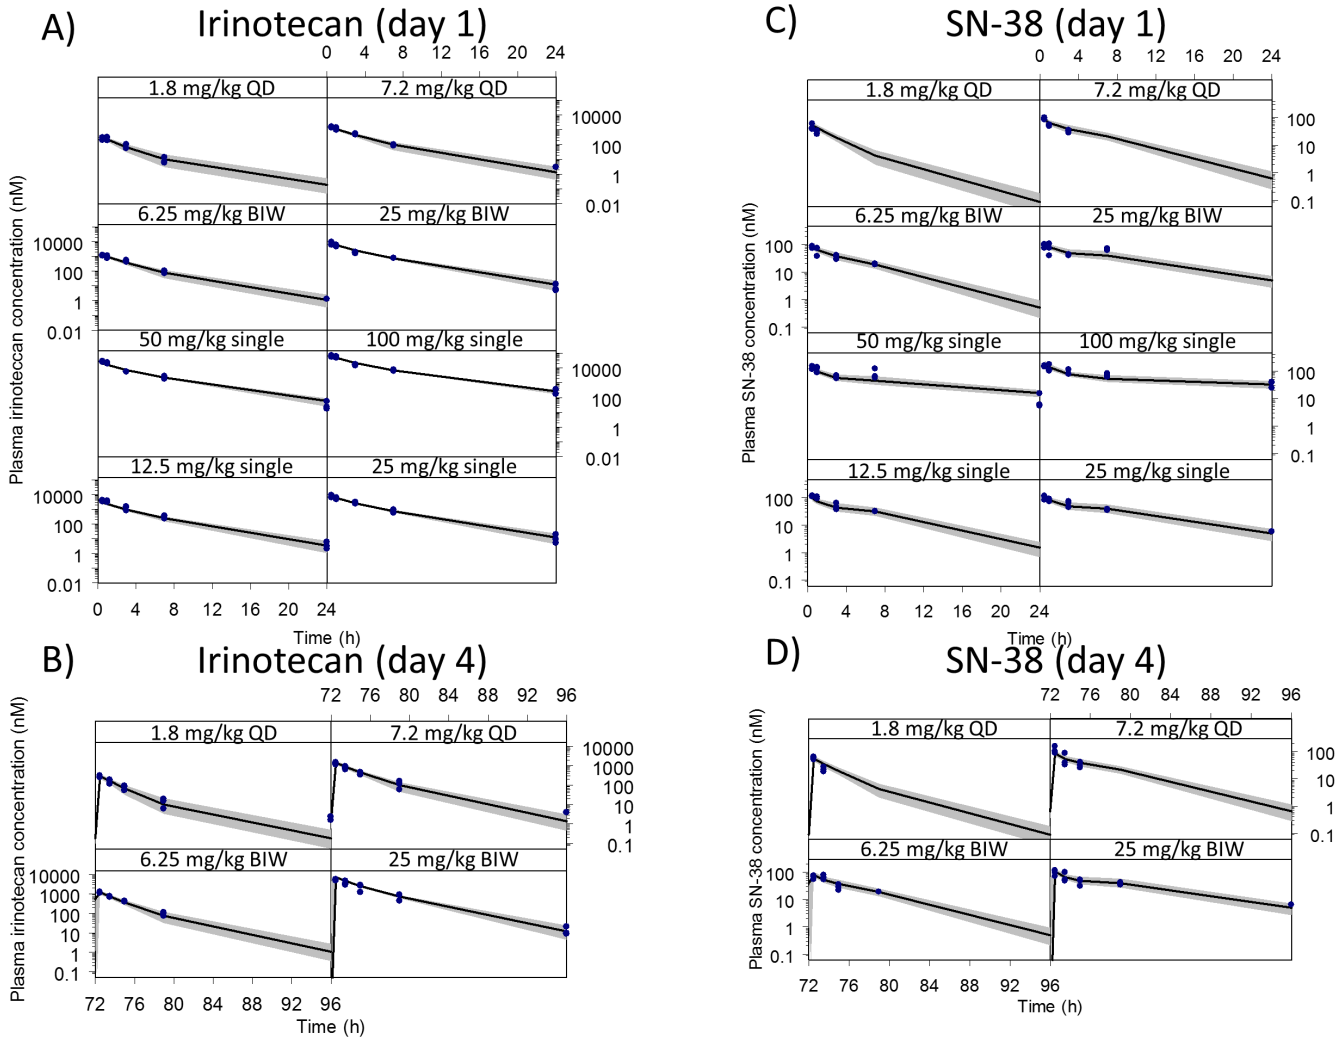 A) Irinotecan (day 1)
0 4 8 12 16 20 24
1.8 mg/kg QD 7.2 mg/kg QD
10000
100
1
0.01
6.25 mg/kg BIW 25 mg/kg BIW
10000
100
1
0.01
50 mg/kg single 100 mg/kg single
10000
100
1
0.01
12.5 mg/kg single 25 mg/kg single
10000
100
1
0.01
0 4 8 12 16 20 24
Time (h)
Plasma irinoteccan concentration (nM)
C) SN-38 (day 1)
0 4 8 12 16 20 24
1.8 mg/kg QD 7.2 mg/kg QD
100
10
1
0.1
6.25 mg/kg BIW 25 mg/kg BIW
100
10
1
0.1
50 mg/kg single 100 mg/kg single
100
10
1
0.1
12.5 mg/kg single 25 mg/kg single
100
10
1
0.1
0 4 8 12 16 20 24
Time (h)
Plasma SN-38 concentration (nM)
B) Irinotecan (day 4)
72 76 80 84 88 92 96
1.8 mg/kg QD 7.2 mg/kg QD
10000
1000
100
10
1
0.1
6.25 mg/kg BIW 25 mg/kg BIW
10000
1000
100
10
1
0.1
72 76 80 84 88 92 96
Time (h)
Plasma irinotecan concentration (nM)
D) SN-38 (day 4)
72 76 80 84 88 92 96
1.8 mg/kg QD 7.2 mg/kg QD
100
10
1
0.1
6.25 mg/kg BIW 25 mg/kg BIW
100
10
1
0.1
72 76 80 84 88 92 96
Time (h)
Plasma SN-38 concentration (nM)